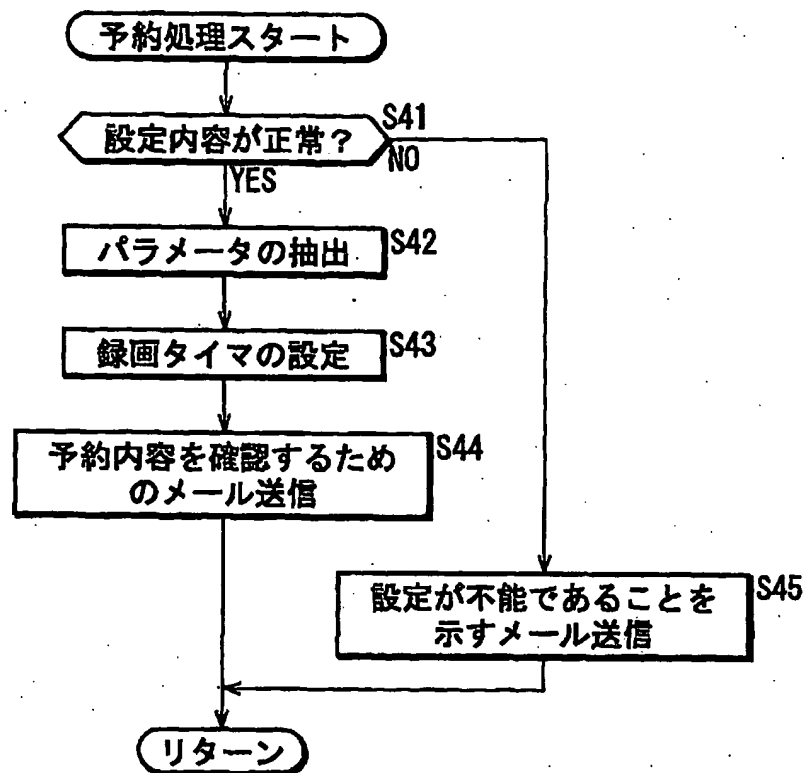 予約処理スタート
設定内容が正常？
S41
NO
YES
パラメータの抽出
S42
録画タイマの設定
S43
予約内容を確認するため
のメール送信
S44
設定が不能であることを
示すメール送信
S45
リターン